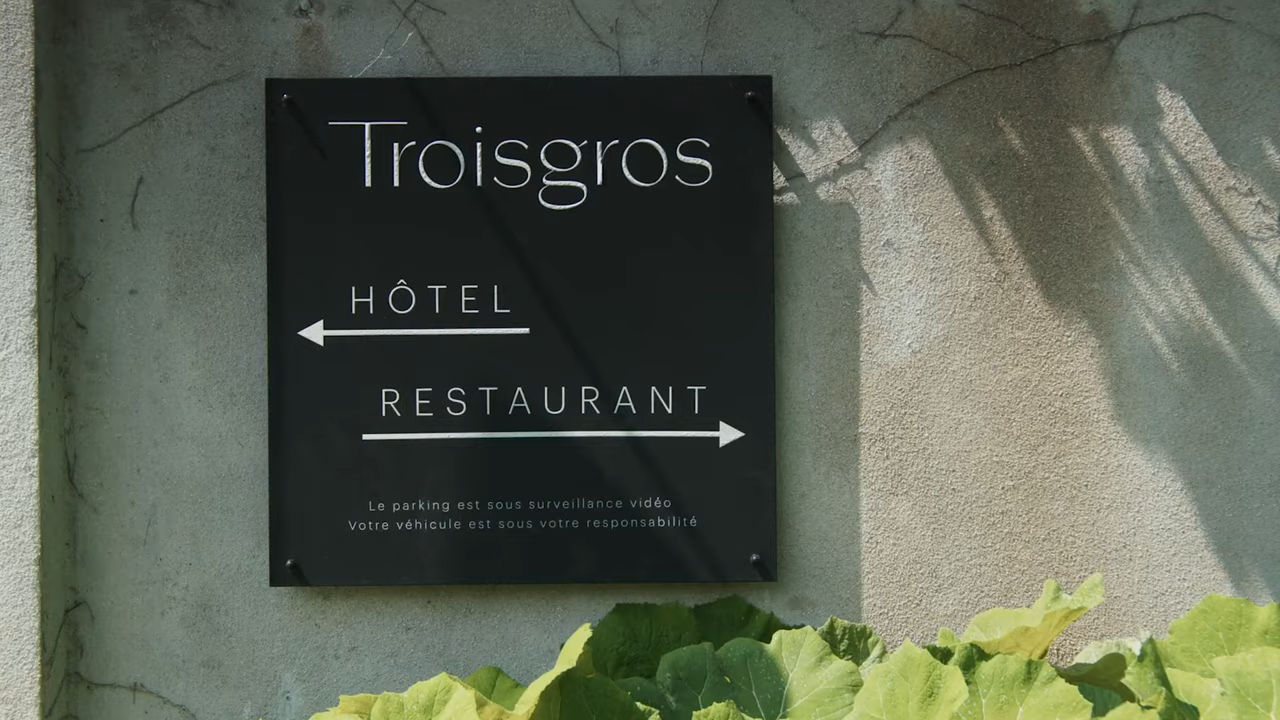 Troisgros
HÔTEL
RESTAURANT
Le parking est sous surveillance vidéo
Votre véhicule est sous votre responsabilité